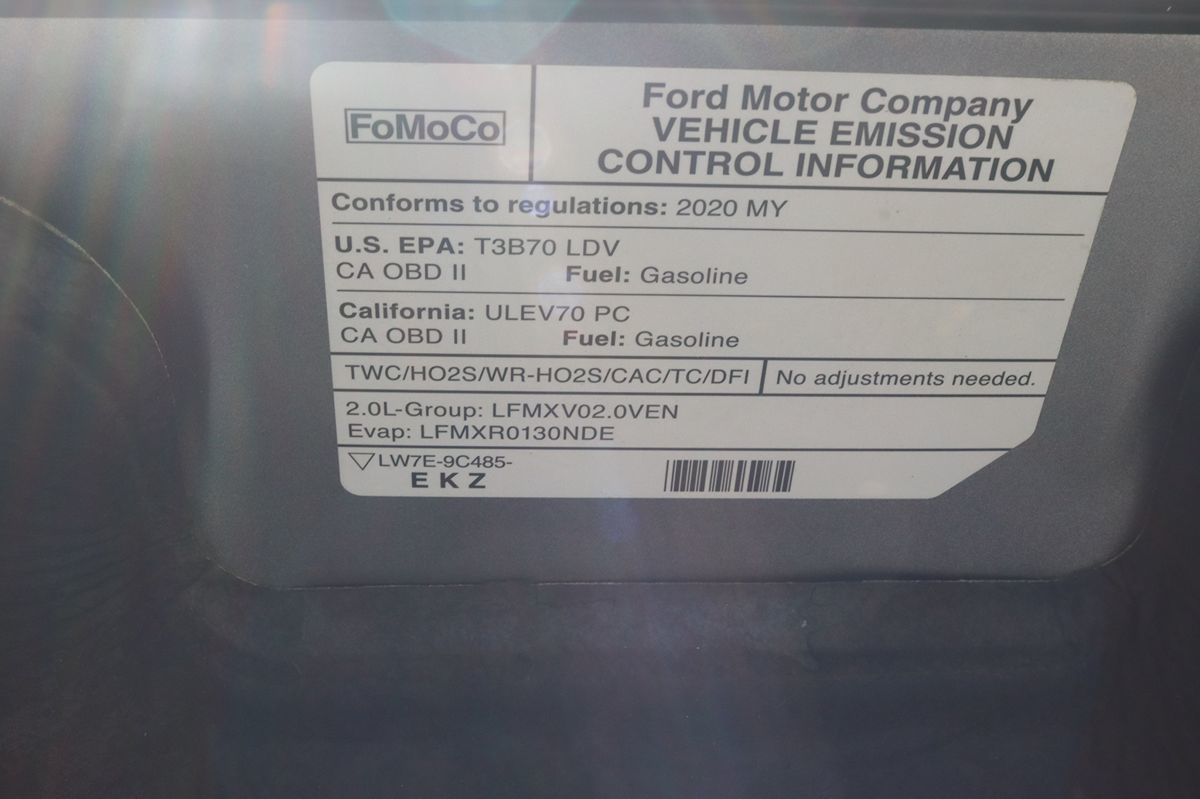 FoMoCo
Ford Motor Company
VEHICLE EMISSION
CONTROL INFORMATION
Conforms to regulations: 2020 MY
U.S. EPA: T3B70 LDV
CA OBD II Fuel: Gasoline
California: ULEV70 PC
CA OBD II Fuel: Gasoline
TWC/HO2S/WR-HO2S/CAC/TC/DFI No adjustments needed.
2.0L-Group: LFMXV02.0VEN
Evap: LFMXR0130NDE
LW7E-9C485-
EKZ